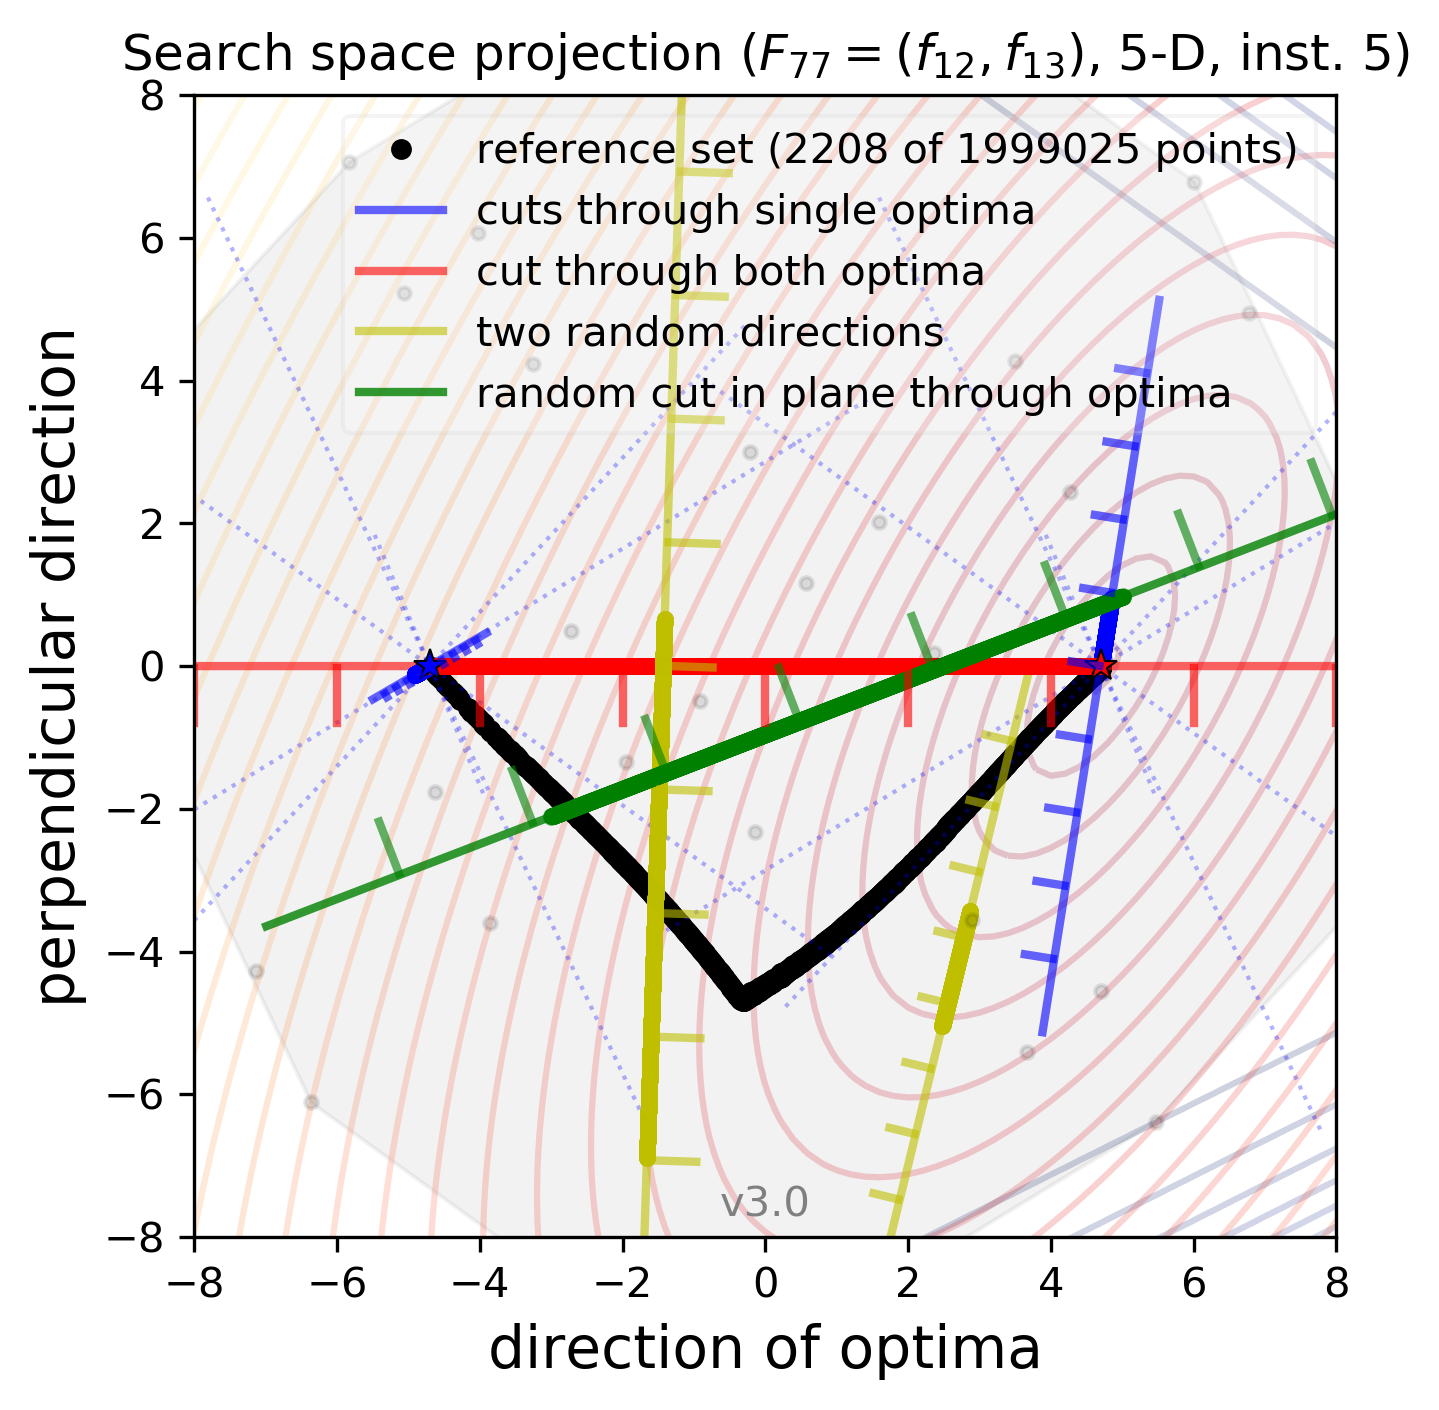 Search space projection (F₇₇ = (f₁₂, f₁₃), 5-D, inst. 5)
reference set (2208 of 1999025 points)
cuts through single optima
cut through both optima
two random directions
random cut in plane through optima
perpendicular direction
8
6
4
2
0
−2
−4
−6
−8
v3.0
−8 −6 −4 −2 0 2 4 6 8
direction of optima